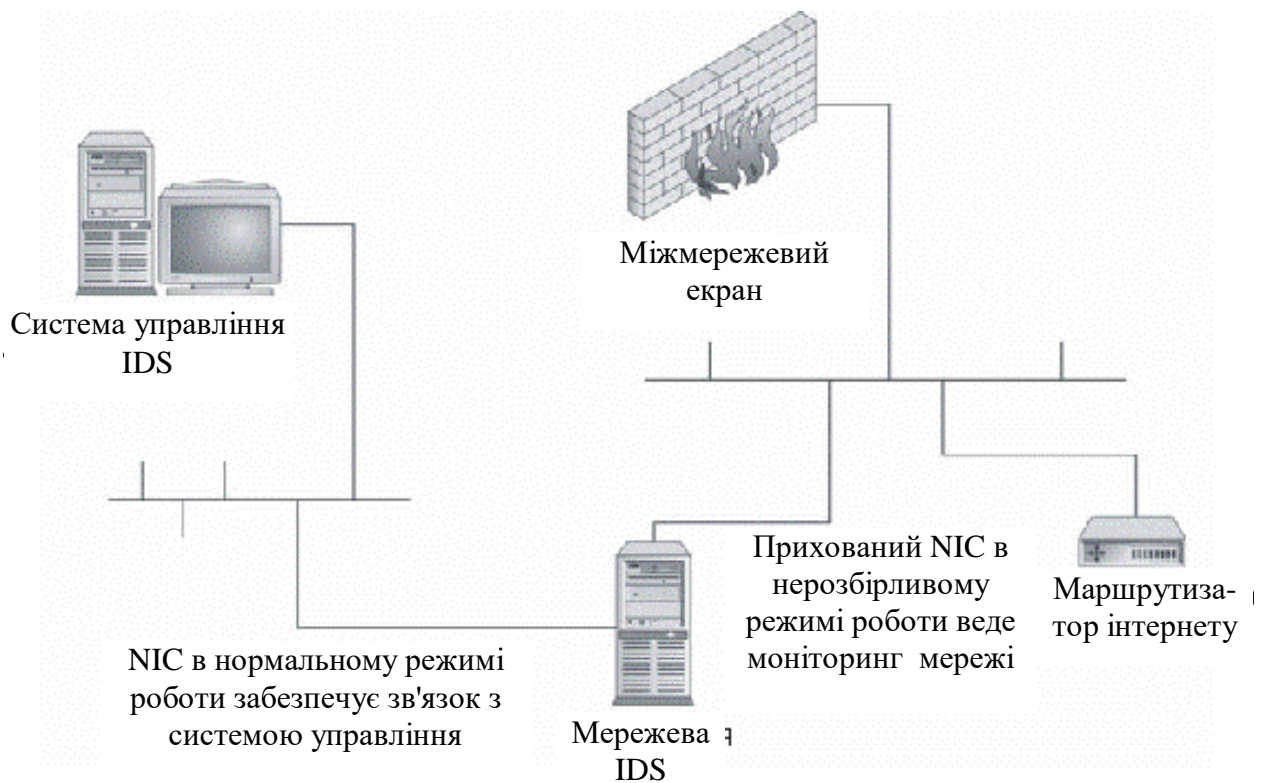 Міжмережевий
екран
Система управління
IDS
Прихований NIC в
нерозбірливому
режимі роботи веде
моніторинг мережі
Маршрутиза-
тор інтернету
NIC в нормальному режимі
роботи забезпечує зв'язок з
системою управління
Мережева
IDS